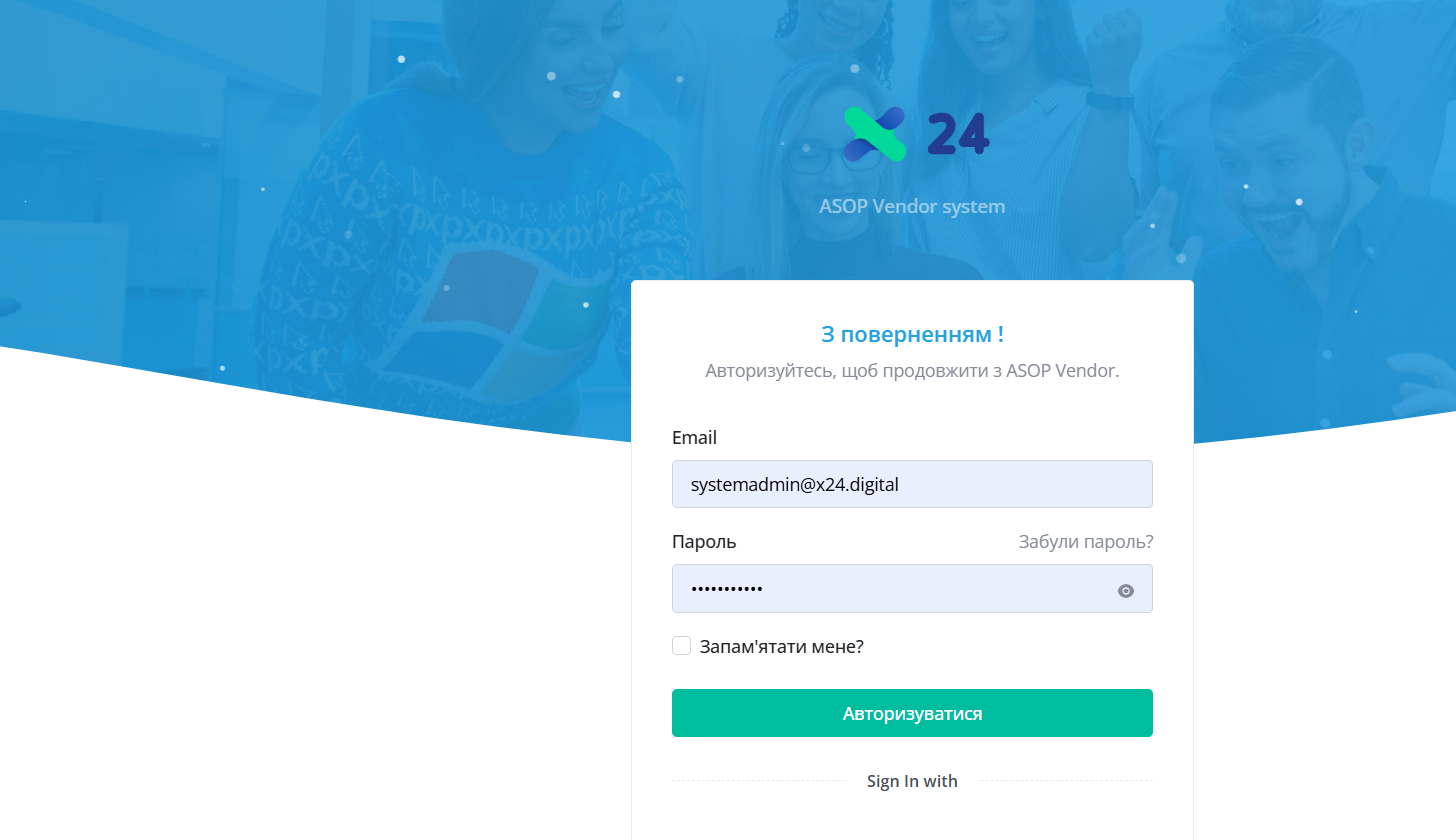 24
ASOP Vendor system
З поверненням !
Авторизуйтесь, щоб продовжити з ASOP Vendor.
Email
systemadmin@x24.digital
Пароль
Забули пароль?
•••••••••••
Запам'ятати мене?
Авторизуватися
Sign In with